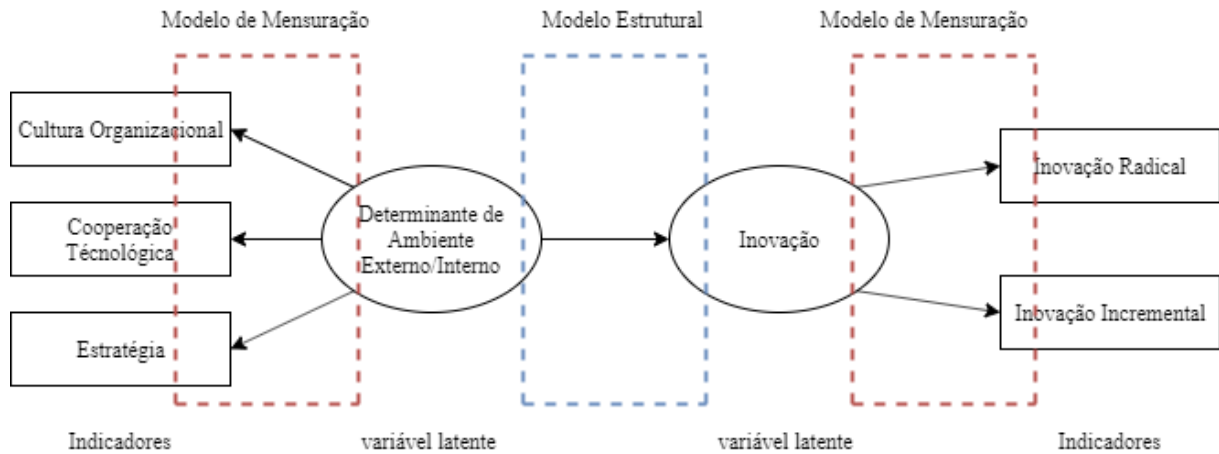 Modelo de Mensuração
Modelo Estrutural
Modelo de Mensuração
Cultura Organizacional
Cooperação
Técnológica
Estratégia
Determinante de
Ambiente
Externo/Interno
Inovação
Inovação Radical
Inovação Incremental
Indicadores
variável latente
variável latente
Indicadores